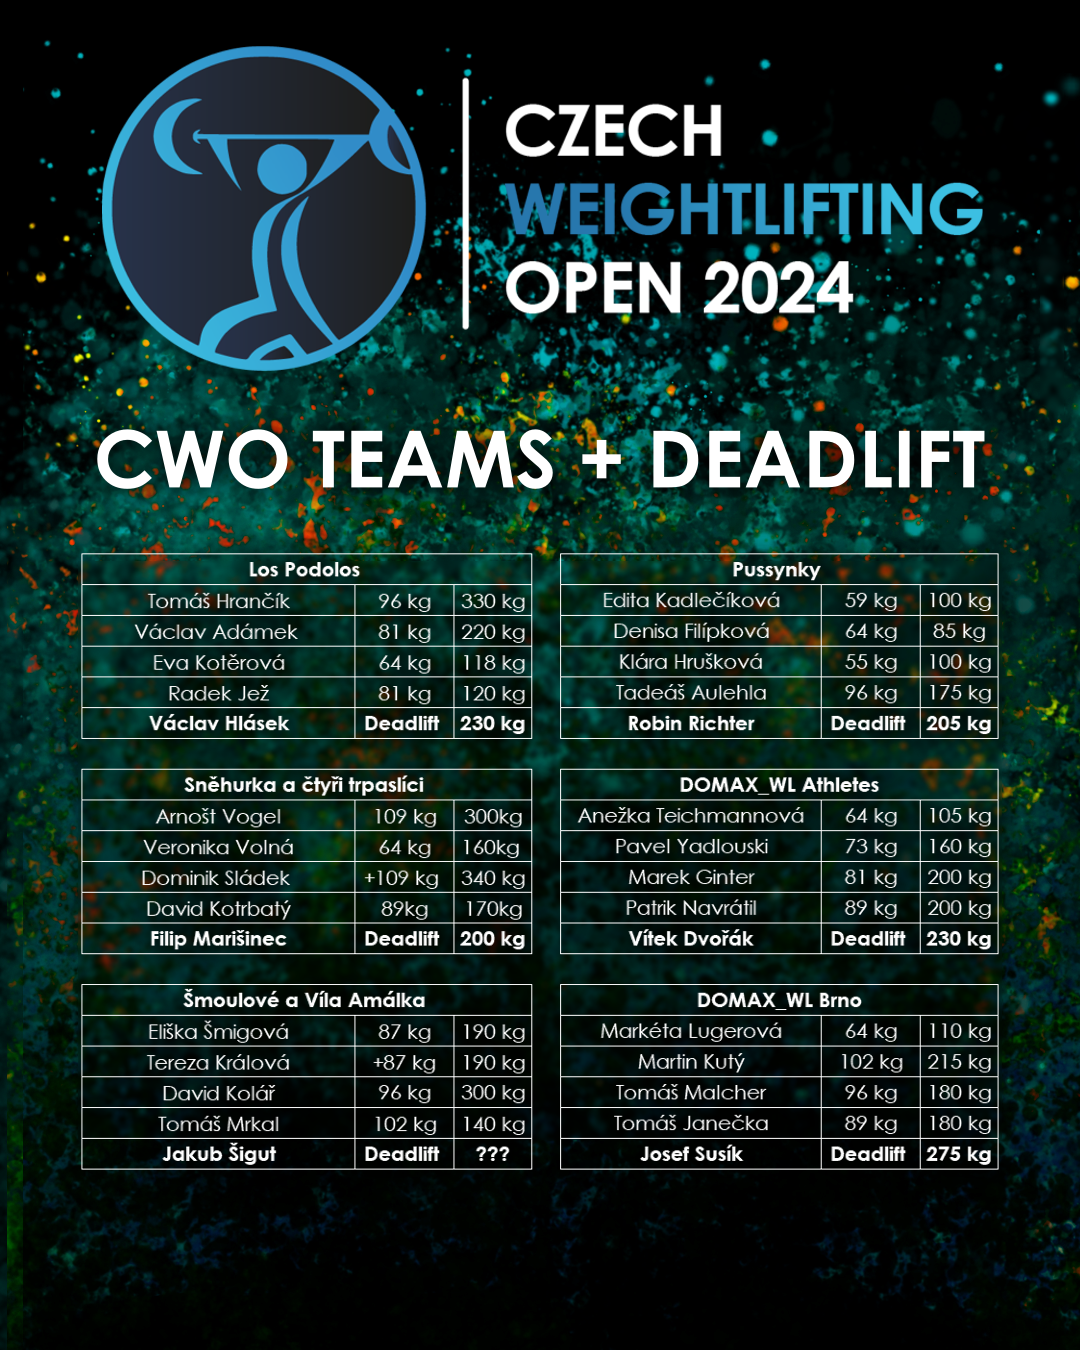 CZECH
WEIGHTLIFTING
OPEN 2024
CWO TEAMS + DEADLIFT
Los Podolos
Tomáš Hrančík 96 kg 330 kg
Václav Adámek 81 kg 220 kg
Eva Kotěrová 64 kg 118 kg
Radek Jež 81 kg 120 kg
Václav Hlásek Deadlift 230 kg
Pussynky
Edita Kadlečíková 59 kg 100 kg
Denisa Filípková 64 kg 85 kg
Klára Hrušková 55 kg 100 kg
Tadeáš Aulehla 96 kg 175 kg
Robin Richter Deadlift 205 kg
Sněhurka a čtyři trpaslíci
Arnošt Vogel 109 kg 300kg
Veronika Volná 64 kg 160kg
Dominik Sládek +109 kg 340 kg
David Kotrbatý 89kg 170kg
Filip Marišinec Deadlift 200 kg
DOMAX_WL Athletes
Anežka Teichmannová 64 kg 105 kg
Pavel Yadlouski 73 kg 160 kg
Marek Ginter 81 kg 200 kg
Patrik Navrátil 89 kg 200 kg
Vítek Dvořák Deadlift 230 kg
Šmoulové a Víla Amálka
Eliška Šmigová 87 kg 190 kg
Tereza Králová +87 kg 190 kg
David Kolář 96 kg 300 kg
Tomáš Mrkal 102 kg 140 kg
Jakub Šigut Deadlift ???
DOMAX_WL Brno
Markéta Lugerová 64 kg 110 kg
Martin Kutý 102 kg 215 kg
Tomáš Malcher 96 kg 180 kg
Tomáš Janečka 89 kg 180 kg
Josef Susík Deadlift 275 kg